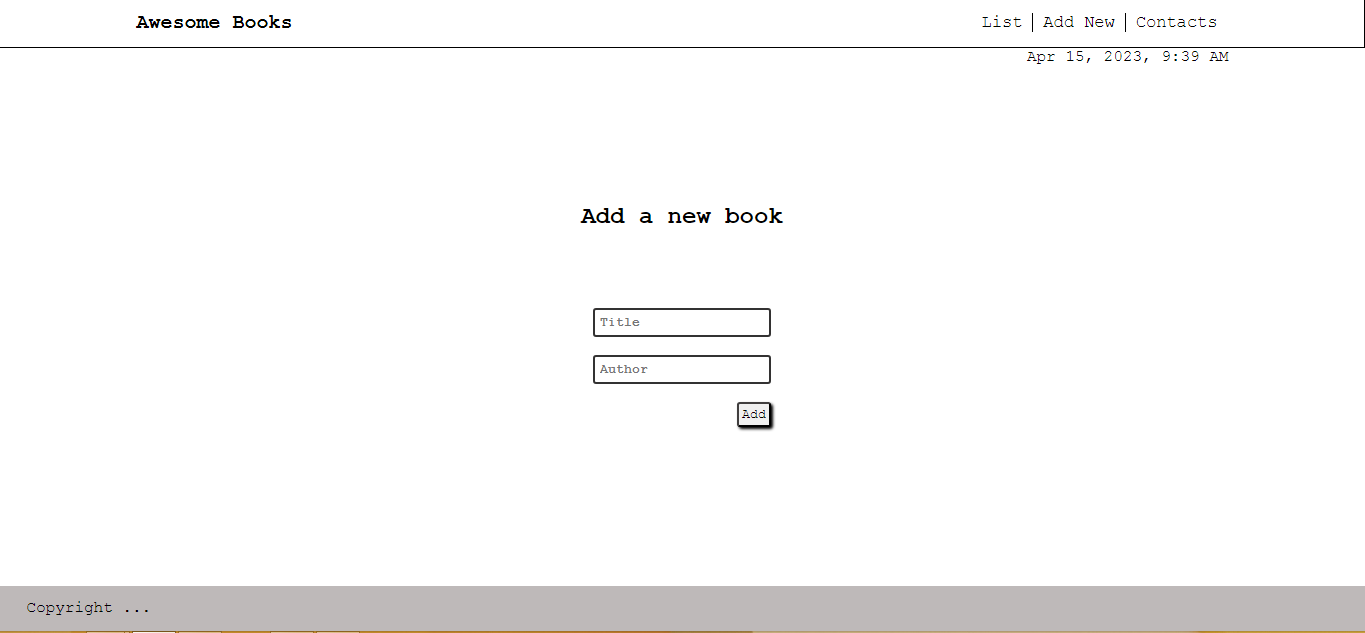 Awesome Books
List | Add New | Contacts
Apr 15, 2023, 9:39 AM
Add a new book
Title
Author
Add
Copyright ...